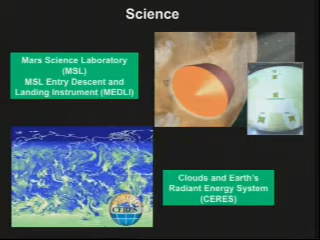 Science
Mars Science Laboratory
(MSL)
MSL Entry Descent and
Landing Instrument (MEDLI)
CERES
Clouds and Earth's
Radiant Energy System
(CERES)